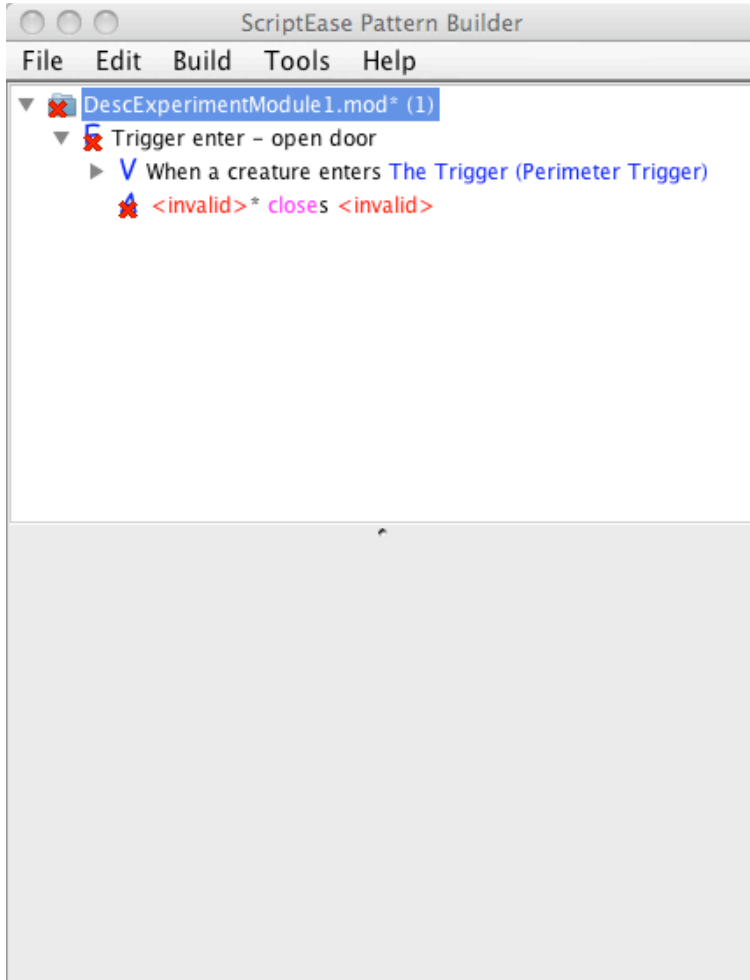 ScriptEase Pattern Builder
File Edit Build Tools Help
DescExperimentModule1.mod* (1)
Trigger enter – open door
V When a creature enters The Trigger (Perimeter Trigger)
<invalid>* closes <invalid>